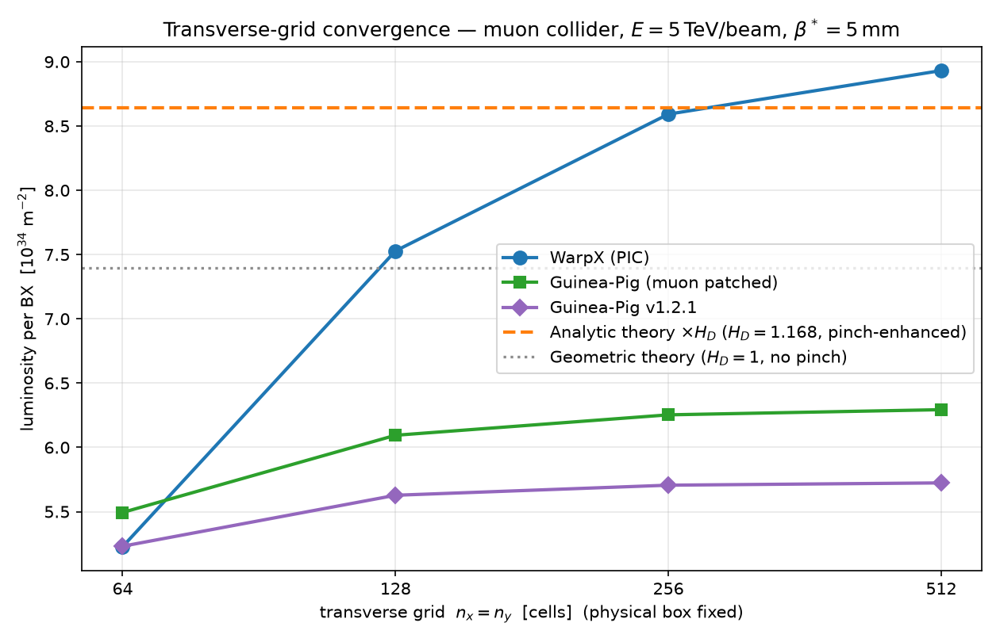 Transverse-grid convergence — muon collider, E = 5 TeV/beam, β* = 5 mm
luminosity per BX [10³⁴ m⁻²]
9.0
8.5
8.0
7.5
7.0
6.5
6.0
5.5
WarpX (PIC)
Guinea-Pig (muon patched)
Guinea-Pig v1.2.1
Analytic theory ×H_D (H_D = 1.168, pinch-enhanced)
Geometric theory (H_D = 1, no pinch)
64 128 256 512
transverse grid n_x = n_y [cells] (physical box fixed)